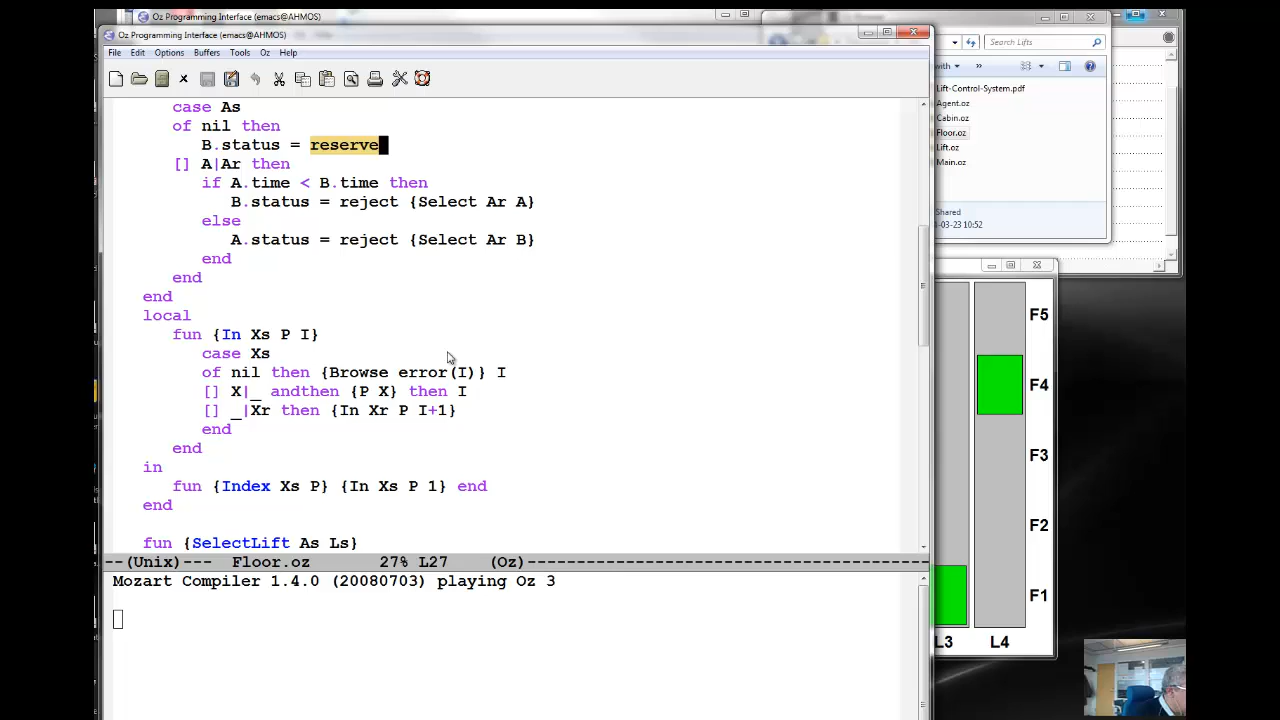 Oz Programming Interface (emacs@AHMOS)
Oz Programming Interface (emacs@AHMOS)
File Edit Options Buffers Tools Oz Help
case As
of nil then
B.status = reserve
[] A|Ar then
if A.time < B.time then
B.status = reject {Select Ar A}
else
A.status = reject {Select Ar B}
end
end
end
local
fun {In Xs P I}
case Xs
of nil then {Browse error(I)} I
[] X|_ andthen {P X} then I
[] _|Xr then {In Xr P I+1}
end
end
in
fun {Index Xs P} {In Xs P 1} end
end
fun {SelectLift As Ls}
--(Unix)--- Floor.oz 27% L27 (Oz)
Mozart Compiler 1.4.0 (20080703) playing Oz 3
Search Lifts
with »
Lift-Control-System.pdf
Agent.oz
Cabin.oz
Floor.oz
Lift.oz
Main.oz
Shared
4-03-23 10:52
F5
F4
F3
F2
F1
L3 L4